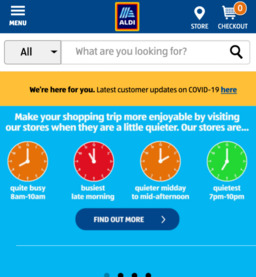 MENU
ALDI
STORE
0
CHECKOUT
All
What are you looking for?
We're here for you. Latest customer updates on COVID-19 here
Make your shopping trip more enjoyable by visiting
our stores when they are a little quieter. Our stores are...
quite busy
8am-10am
busiest
late morning
quieter midday
to mid-afternoon
quietest
7pm-10pm
FIND OUT MORE